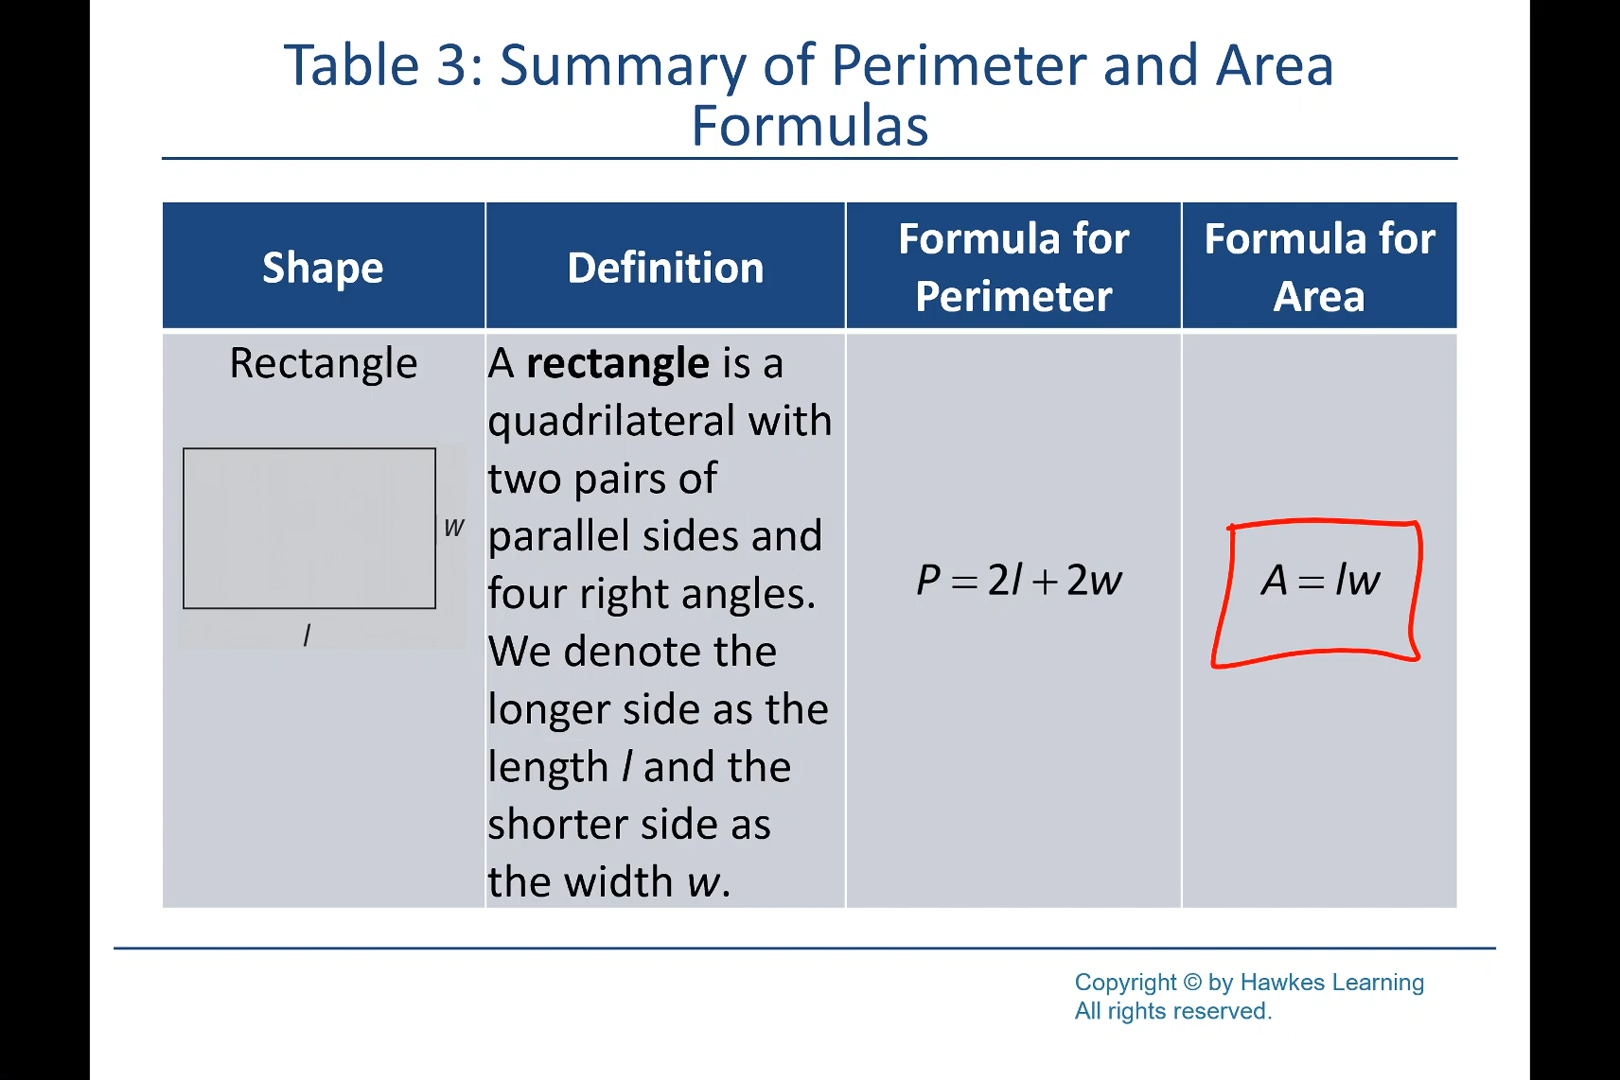 Table 3: Summary of Perimeter and Area
Formulas
Shape
Definition
Formula for
Perimeter
Formula for
Area
Rectangle
w
l
A rectangle is a
quadrilateral with
two pairs of
parallel sides and
four right angles.
We denote the
longer side as the
length l and the
shorter side as
the width w.
P = 2l + 2w
A = lw
Copyright © by Hawkes Learning
All rights reserved.